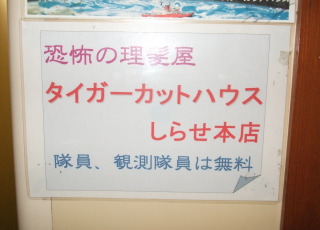 恐怖の理髪屋
タイガーカットハウス
しらせ本店
隊員、観測隊員は無料